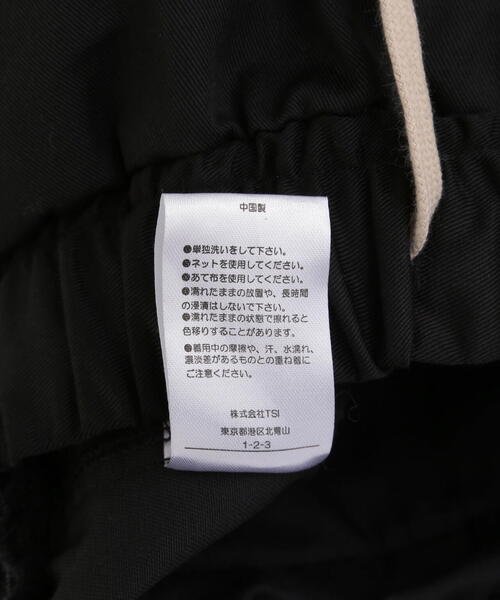 中国製
●単独洗いをして下さい。
●ネットを使用してください。
●あて布を使用してください。
●濡れたままの放置や、長時間
の浸漬はしないで下さい。
●濡れたままの状態で擦れると
色移りすることがあります。
●着用中の摩擦や、汗、水濡れ、
濃淡差があるものとの重ね着に
ご注意ください。
株式会社TSI
東京都港区北青山
1-2-3